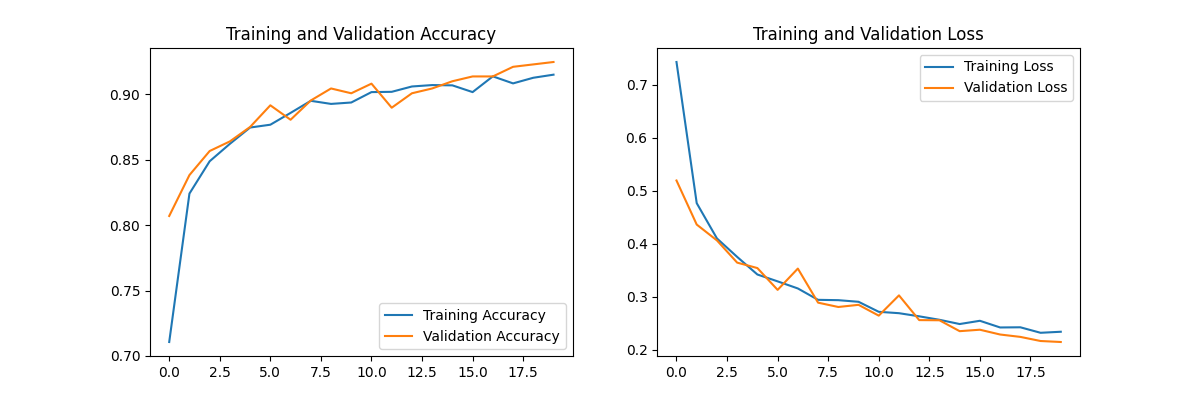 Training and Validation Accuracy
0.90
0.85
0.80
0.75
0.70
0.0 2.5 5.0 7.5 10.0 12.5 15.0 17.5
Training Accuracy
Validation Accuracy
Training and Validation Loss
0.7
0.6
0.5
0.4
0.3
0.2
0.0 2.5 5.0 7.5 10.0 12.5 15.0 17.5
Training Loss
Validation Loss